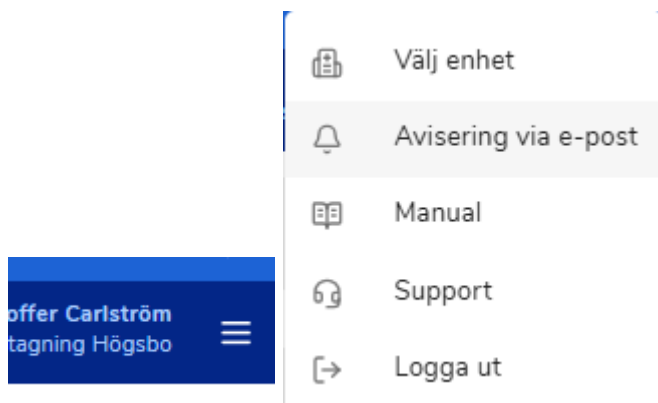 Välj enhet
Avisering via e-post
Manual
Support
Logga ut
offer Carlström
tagning Högsbo